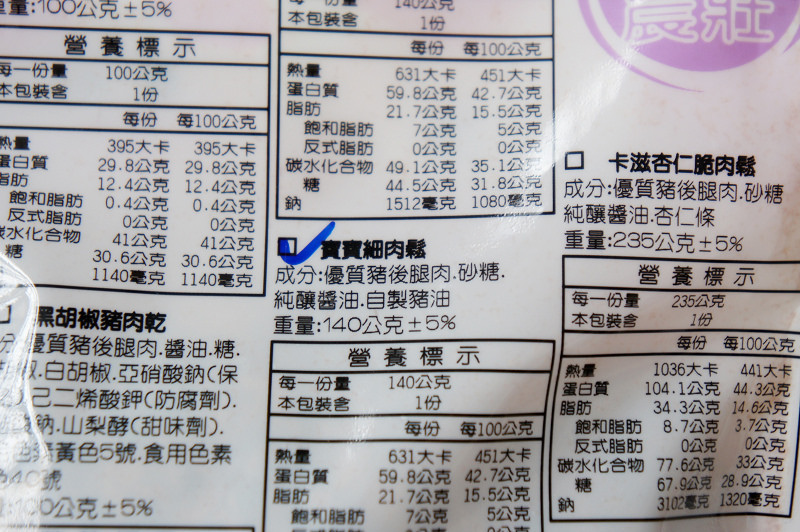 重量:100公克±5%
營養標示
每一份量 100公克
本包裝含 1份
每份 每100公克
熱量 395大卡 395大卡
蛋白質 29.8公克 29.8公克
脂肪 12.4公克 12.4公克
飽和脂肪 0.4公克 0.4公克
反式脂肪 0公克 0公克
碳水化合物 41公克 41公克
糖 30.6公克 30.6公克
1140毫克 1140毫克
黑胡椒豬肉乾
優質豬後腿肉.醬油.糖.
椒.白胡椒.亞硝酸鈉(保
己二烯酸鉀(防腐劑).
鈉.山梨酵(甜味劑).
色素黃色5號.食用色素
40號
100公克±5%
140公克
本包裝含 1份
每份 每100公克
熱量 631大卡 451大卡
蛋白質 59.8公克 42.7公克
脂肪 21.7公克 15.5公克
飽和脂肪 7公克 5公克
反式脂肪 0公克 0公克
碳水化合物 49.1公克 35.1公克
糖 44.5公克 31.8公克
鈉 1512毫克 1080毫克
寶寶細肉鬆
成分:優質豬後腿肉.砂糖.
純釀醬油.自製豬油
重量:140公克±5%
營養標示
每一份量 140公克
本包裝含 1份
每份 每100公克
熱量 631大卡 451大卡
蛋白質 59.8公克 42.7公克
脂肪 21.7公克 15.5公克
飽和脂肪 7公克 5公克
農莊
卡滋杏仁脆肉鬆
成分:優質豬後腿肉.砂糖
純釀醬油.杏仁條
重量:235公克±5%
營養標示
每一份量 235公克
本包裝含 1份
每份 每100公克
熱量 1036大卡 441大卡
蛋白質 104.1公克 44.3公克
脂肪 34.3公克 14.6公克
飽和脂肪 8.7公克 3.7公克
反式脂肪 0公克 0公克
碳水化合物 77.6公克 33公克
糖 67.9公克 28.9公克
鈉 3102毫克 1320毫克